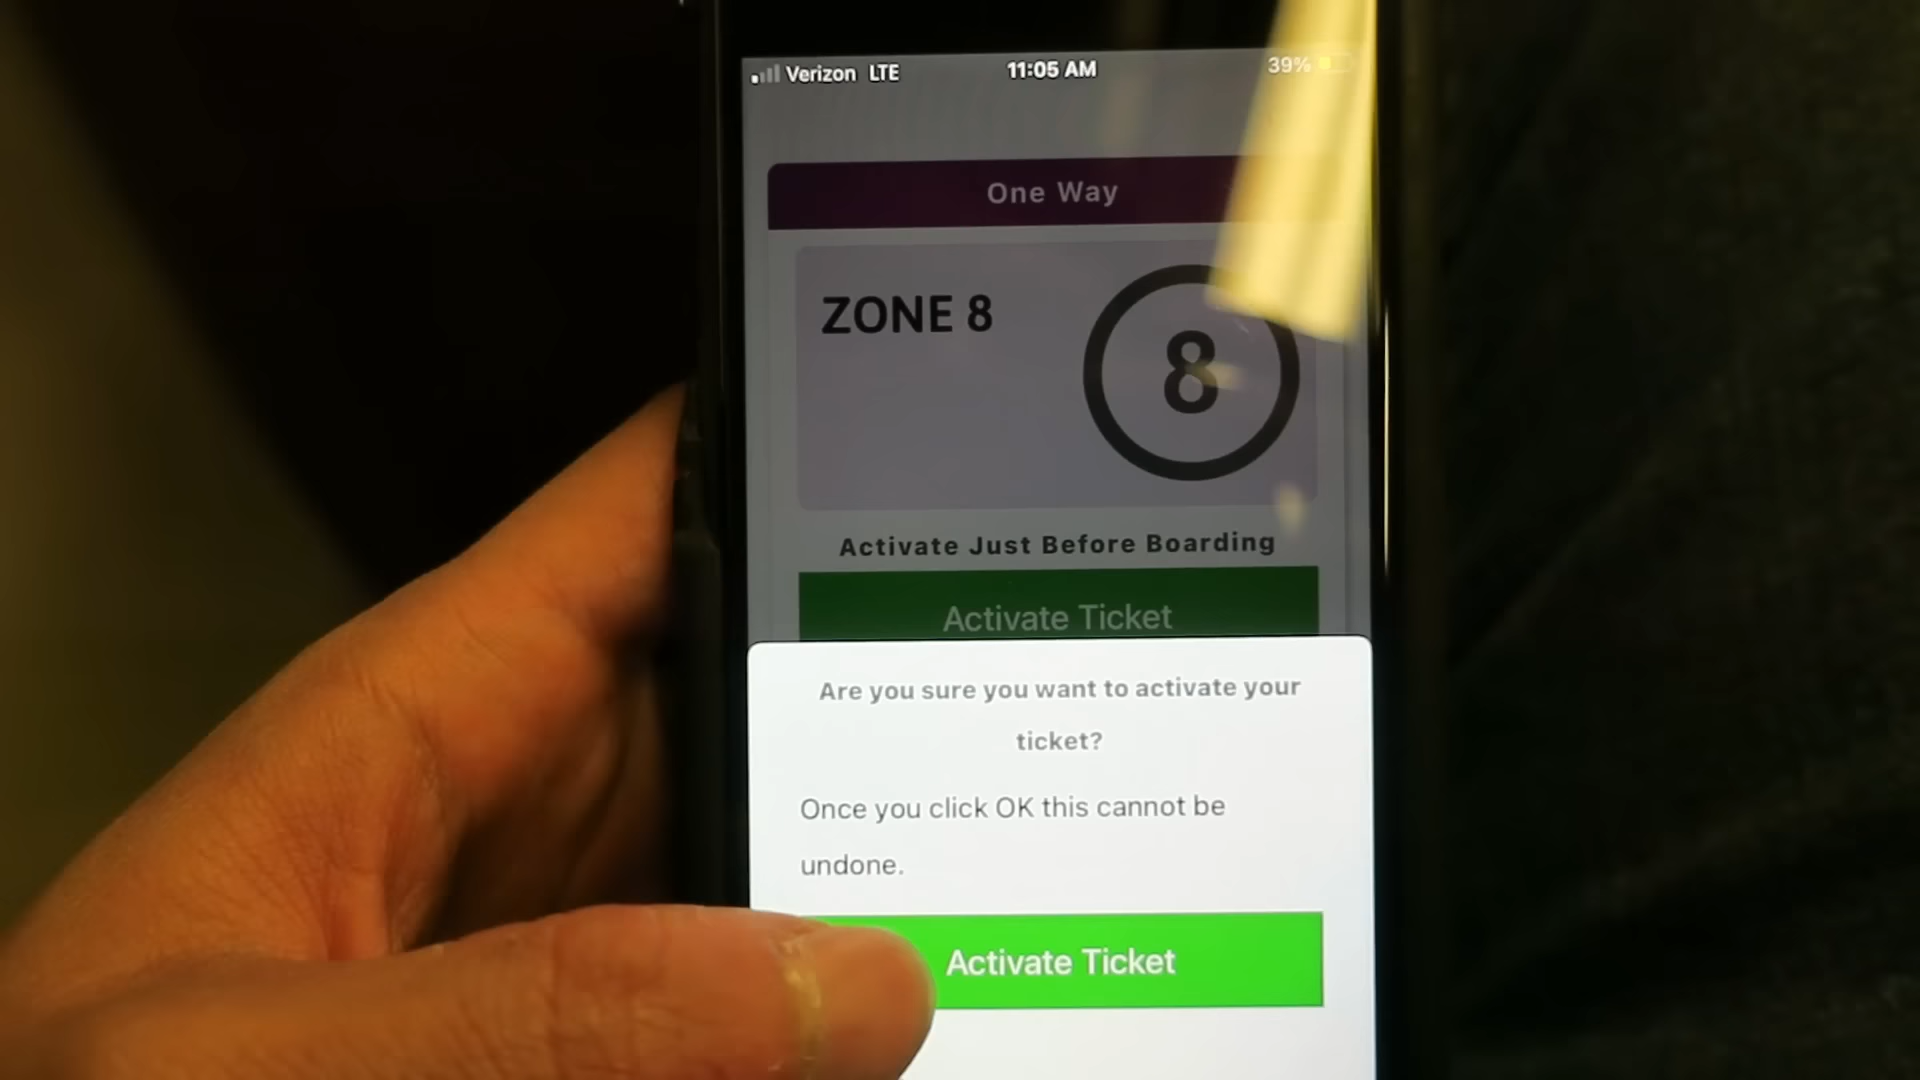 Verizon LTE 11:05 AM 39%
One Way
ZONE 8
8
Activate Just Before Boarding
Activate Ticket
Are you sure you want to activate your
ticket?
Once you click OK this cannot be
undone.
Activate Ticket